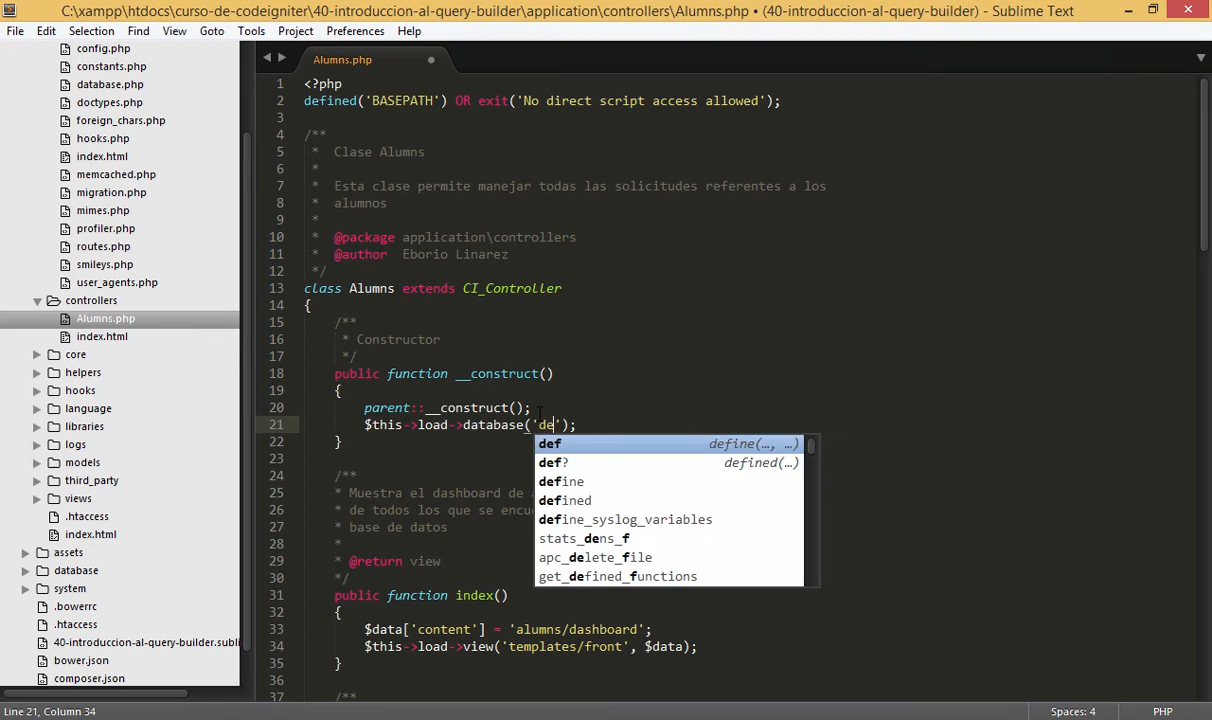 C:\xampp\htdocs\curso-de-codeigniter\40-introduccion-al-query-builder\application\controllers\Alumns.php • (40-introduccion-al-query-builder) - Sublime Text
File Edit Selection Find View Goto Tools Project Preferences Help
config.php
constants.php
database.php
doctypes.php
foreign_chars.php
hooks.php
index.html
memcached.php
migration.php
mimes.php
profiler.php
routes.php
smileys.php
user_agents.php
controllers
Alumns.php
index.html
core
helpers
hooks
language
libraries
logs
models
third_party
views
.htaccess
index.html
assets
database
system
.bowerrc
.htaccess
40-introduccion-al-query-builder.subli
bower.json
composer.json
Alumns.php
1 <?php
2 defined('BASEPATH') OR exit('No direct script access allowed');
3
4 /**
5 * Clase Alumns
6 *
7 * Esta clase permite manejar todas las solicitudes referentes a los
8 * alumnos
9 *
10 * @package application\controllers
11 * @author Eborio Linarez
12 */
13 class Alumns extends CI_Controller
14 {
15 /**
16 * Constructor
17 */
18 public function __construct()
19 {
20 parent::__construct();
21 $this->load->database('de');
22 }
23
24 /**
25 * Muestra el dashboard de
26 * de todos los que se encue
27 * base de datos
28 *
29 * @return view
30 */
31 public function index()
32 {
33 $data['content'] = 'alumns/dashboard';
34 $this->load->view('templates/front', $data);
35 }
36
37 /**
def define(…, …)
def? defined(…)
define
defined
define_syslog_variables
stats_dens_f
apc_delete_file
get_defined_functions
Line 21, Column 34
Spaces: 4
PHP